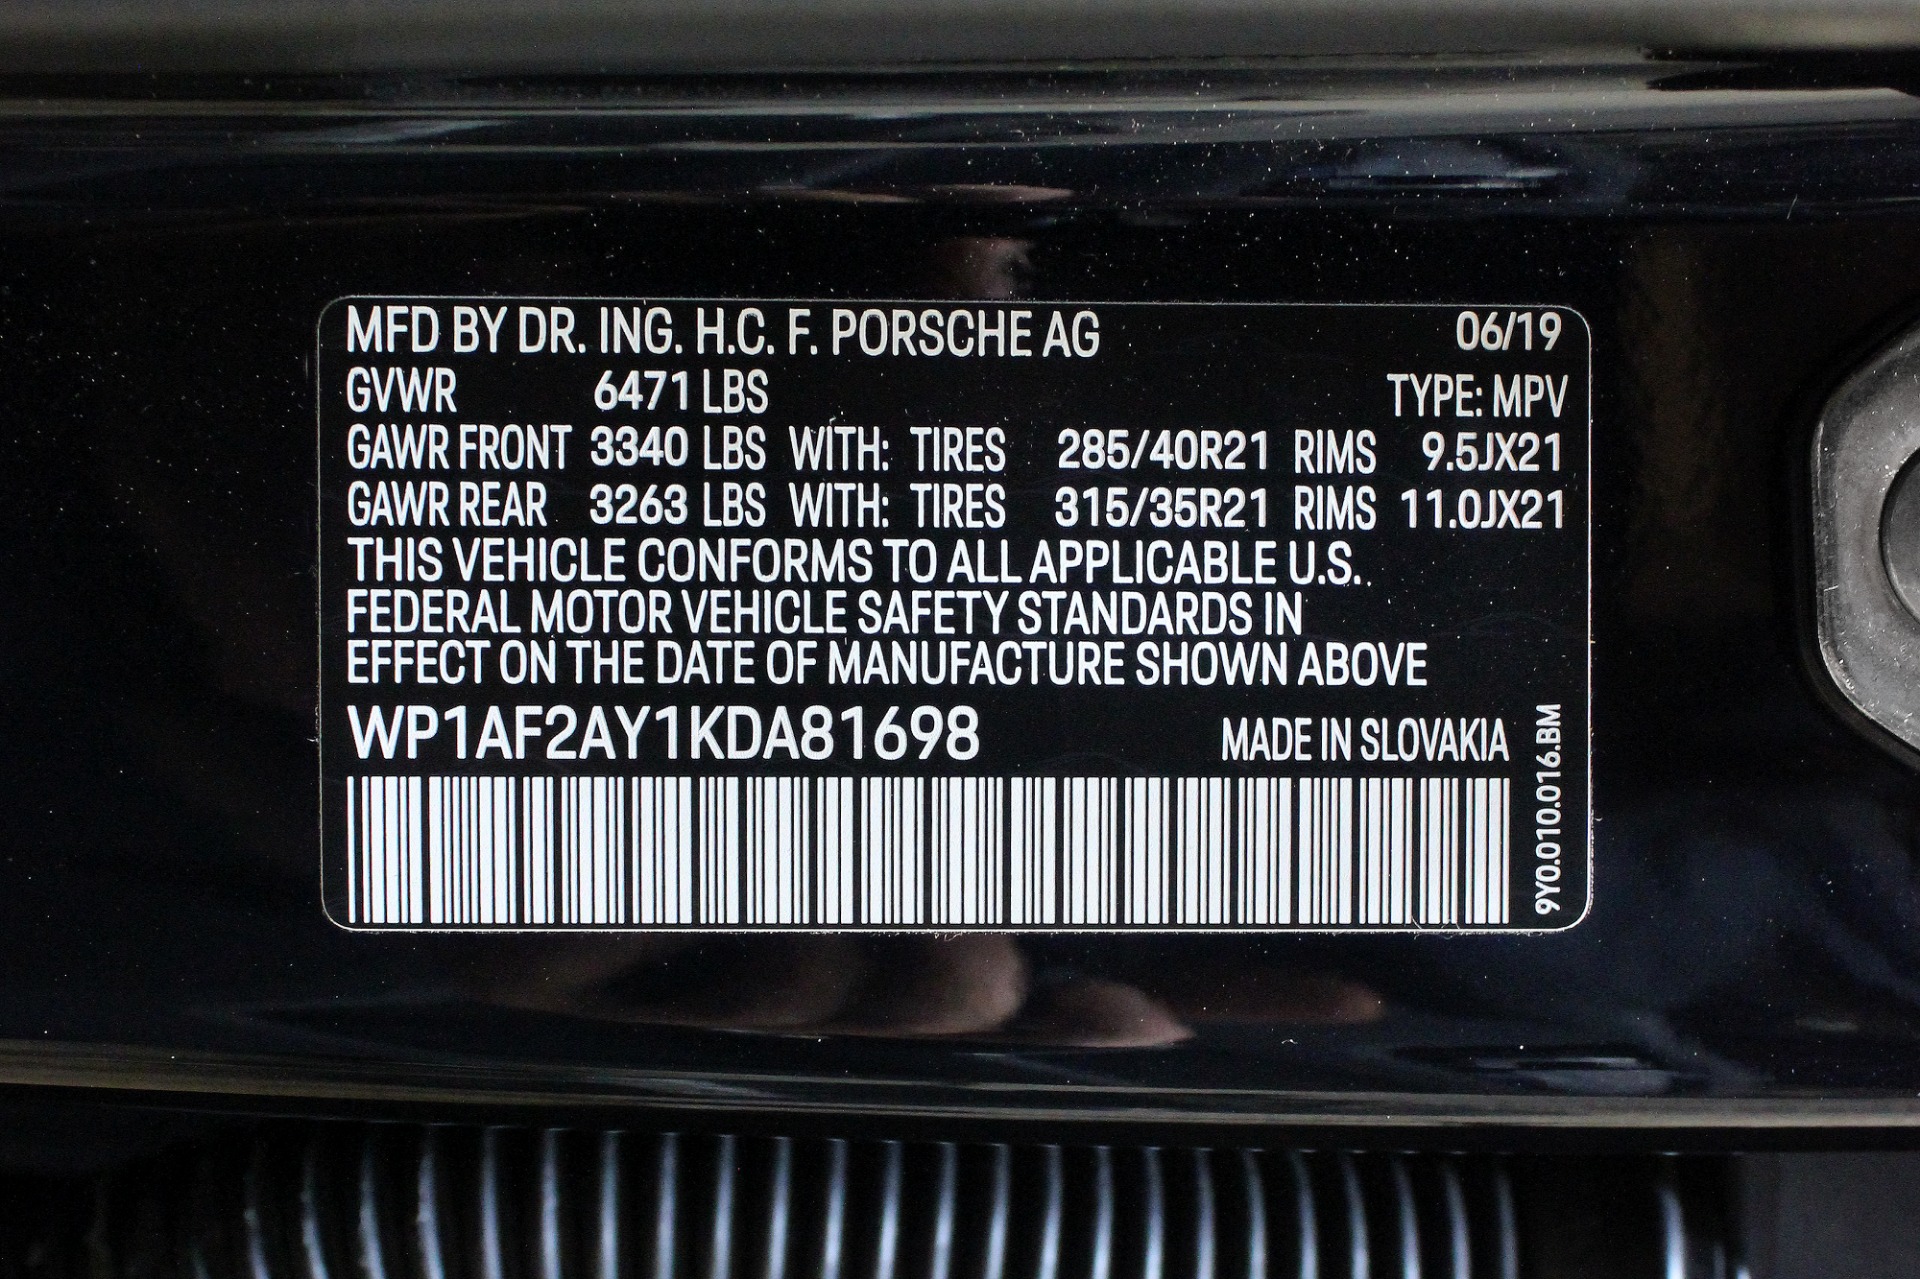 MFD BY DR. ING. H.C. F. PORSCHE AG 06/19
GVWR 6471 LBS TYPE: MPV
GAWR FRONT 3340 LBS WITH: TIRES 285/40R21 RIMS 9.5JX21
GAWR REAR 3263 LBS WITH: TIRES 315/35R21 RIMS 11.0JX21
THIS VEHICLE CONFORMS TO ALL APPLICABLE U.S.
FEDERAL MOTOR VEHICLE SAFETY STANDARDS IN
EFFECT ON THE DATE OF MANUFACTURE SHOWN ABOVE
WP1AF2AY1KDA81698 MADE IN SLOVAKIA
9Y0.010.016.BM